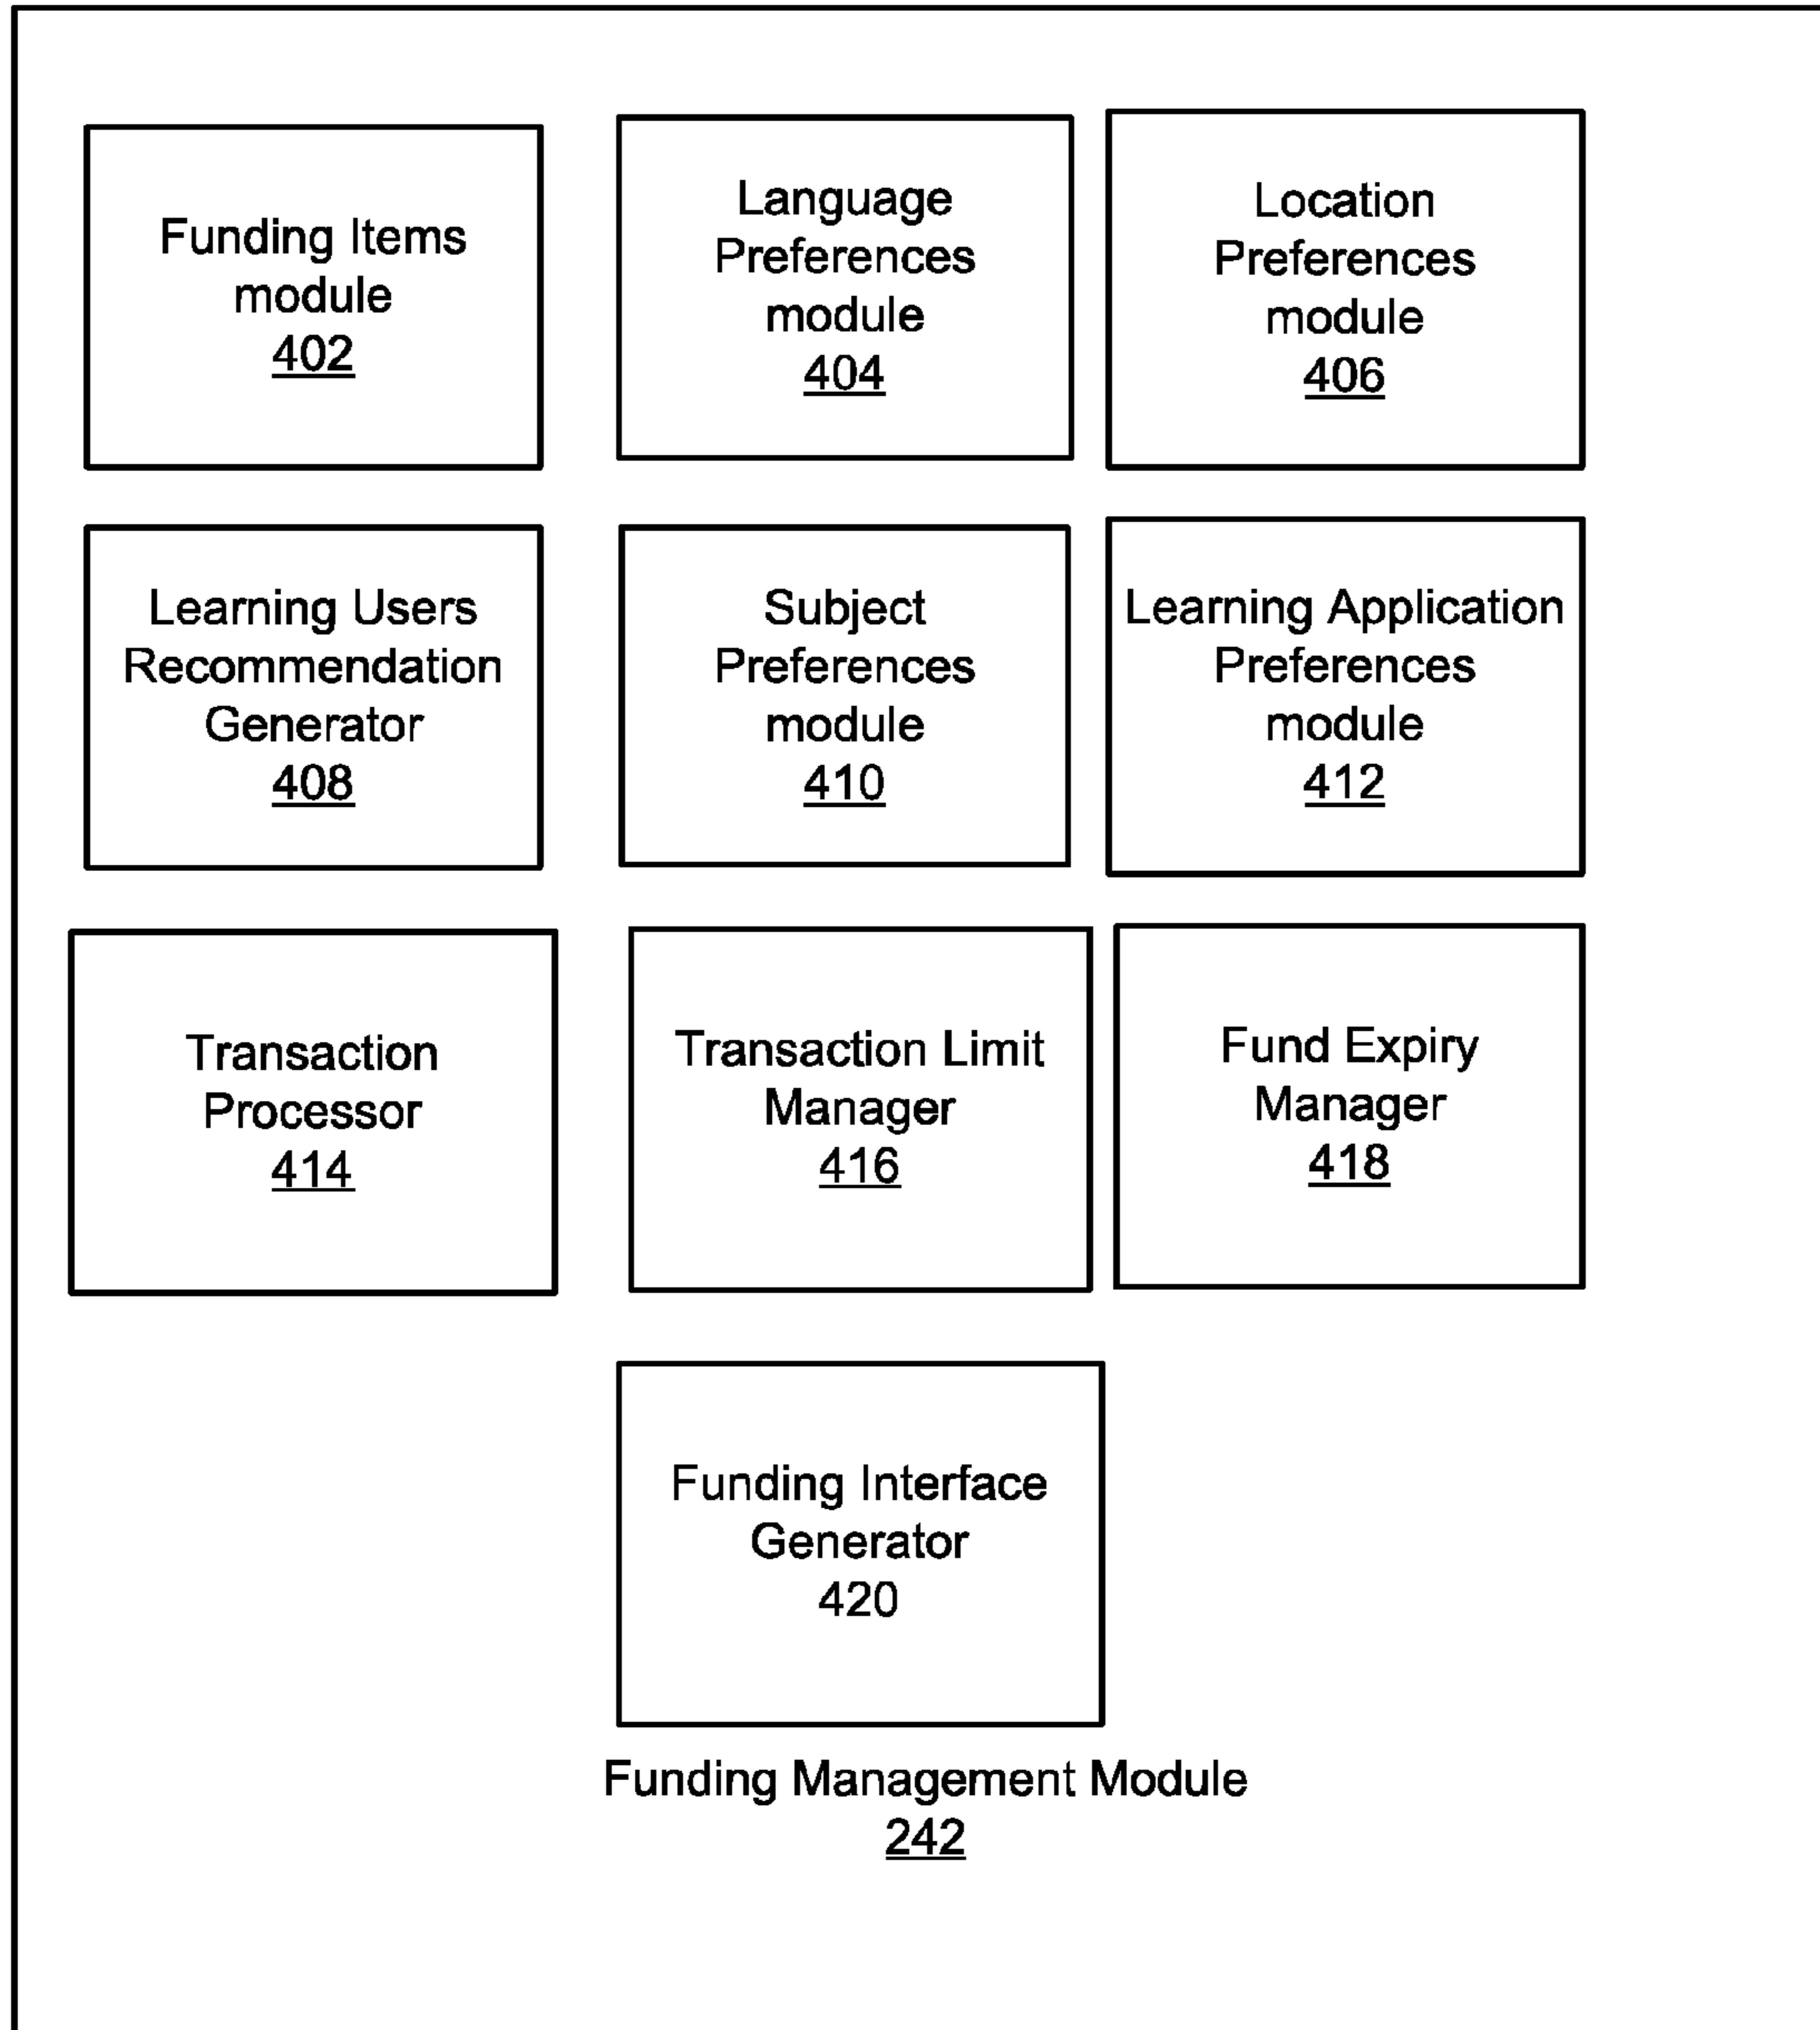 Funding Items
module
402
Language
Preferences
module
404
Location
Preferences
module
406
Learning Users
Recommendation
Generator
408
Subject
Preferences
module
410
Learning Application
Preferences
module
412
Transaction
Processor
414
Transaction Limit
Manager
416
Fund Expiry
Manager
418
Funding Interface
Generator
420
Funding Management Module
242